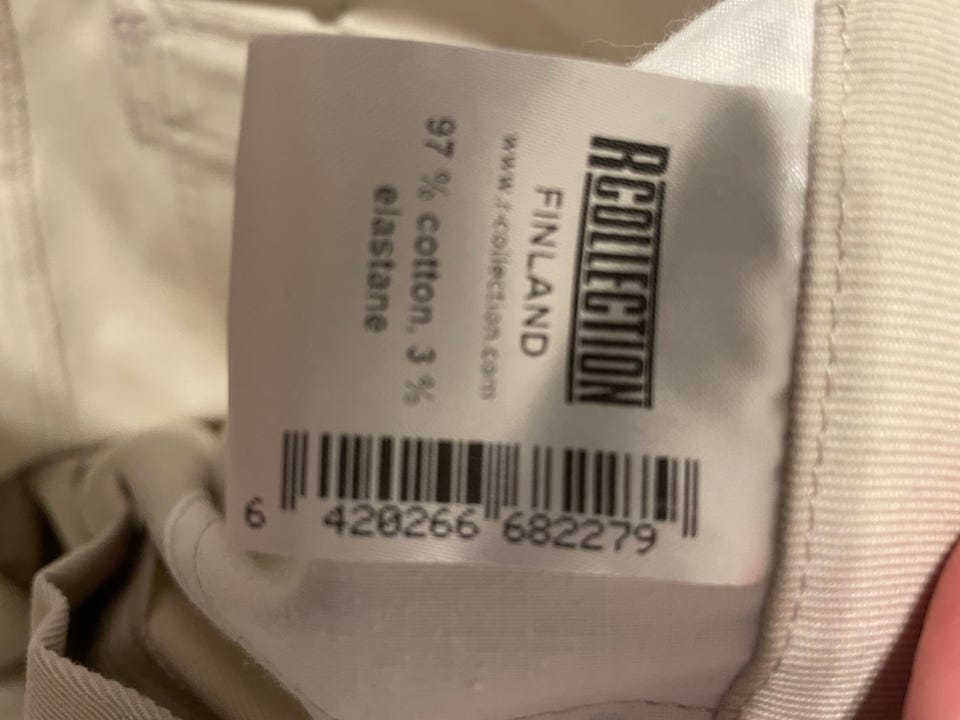 RCOLLECTION
FINLAND
www.r-collection.com
97 % cotton, 3 %
elastane
6 420266 682279